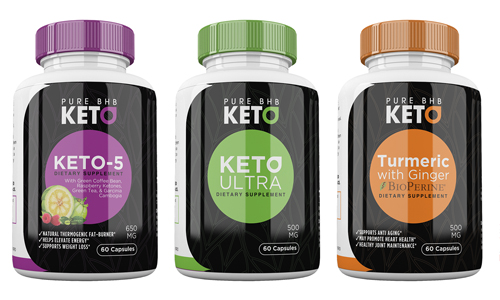 PURE BHB
KETO
KETO-5
DIETARY SUPPLEMENT
With Green Coffee Bean,
Raspberry Ketones,
Green Tea, & Garcinia
Cambogia
650
MG
✓NATURAL THERMOGENIC FAT-BURNER*
✓HELPS ELEVATE ENERGY*
✓SUPPORTS WEIGHT LOSS*
60 Capsules
PURE BHB
KETO
KETO
ULTRA
DIETARY SUPPLEMENT
500
MG
60 Capsules
PURE BHB
KETO
Turmeric
with Ginger
BIOPERINE
DIETARY SUPPLEMENT
500
MG
✓SUPPORTS ANTI AGING*
✓MAY PROMOTE HEART HEALTH*
✓HEALTHY JOINT MAINTENANCE*
60 Capsules